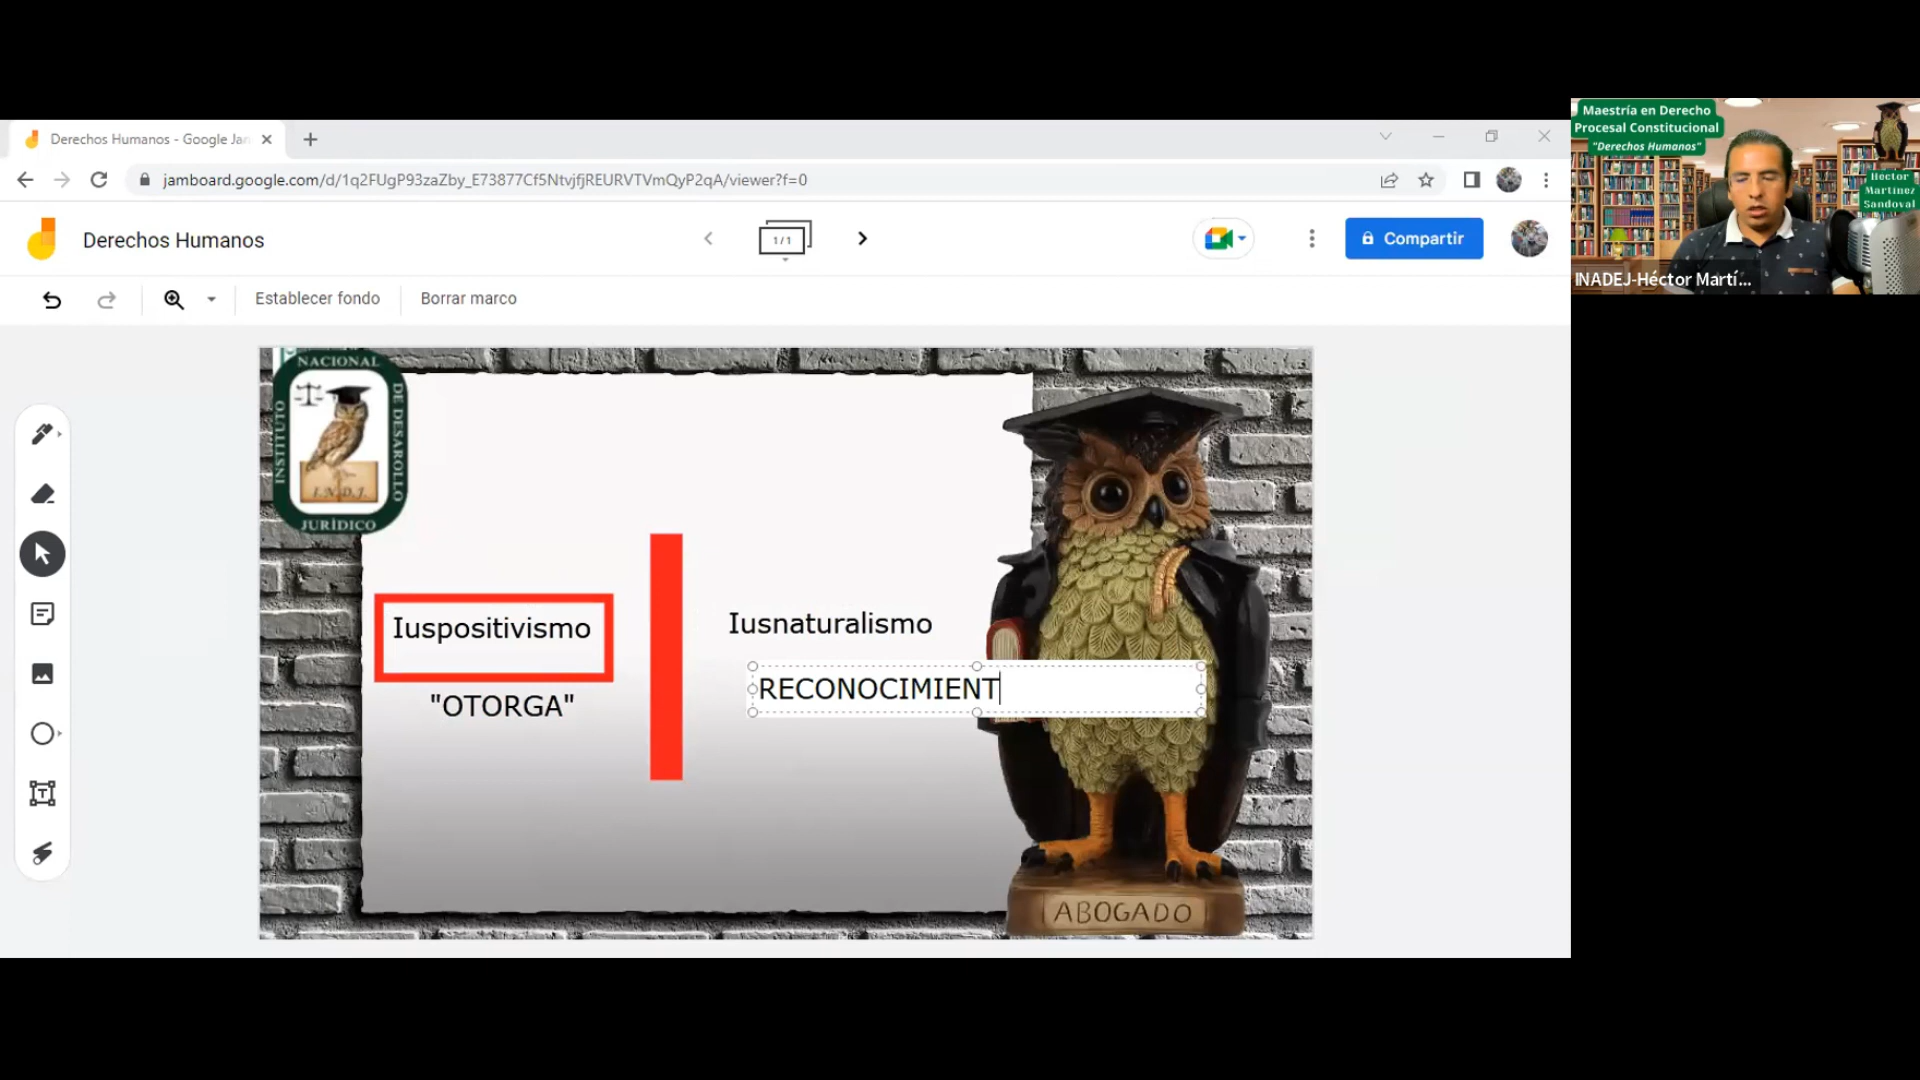 Derechos Humanos - Google Jar
jamboard.google.com/d/1q2FUgP93zaZby_E73877Cf5NtvjfjREURVTVmQyP2qA/viewer?f=0
Derechos Humanos
1/1
Compartir
Establecer fondo
Borrar marco
INSTITUTO
NACIONAL
DE DESAROLLO
JURÍDICO
I.N.D.J.
Iuspositivismo
"OTORGA"
Iusnaturalismo
RECONOCIMIENT
ABOGADO
Maestría en Derecho
Procesal Constitucional
"Derechos Humanos"
Hector
Martínez
Sandoval
INADEJ-Héctor Martí...